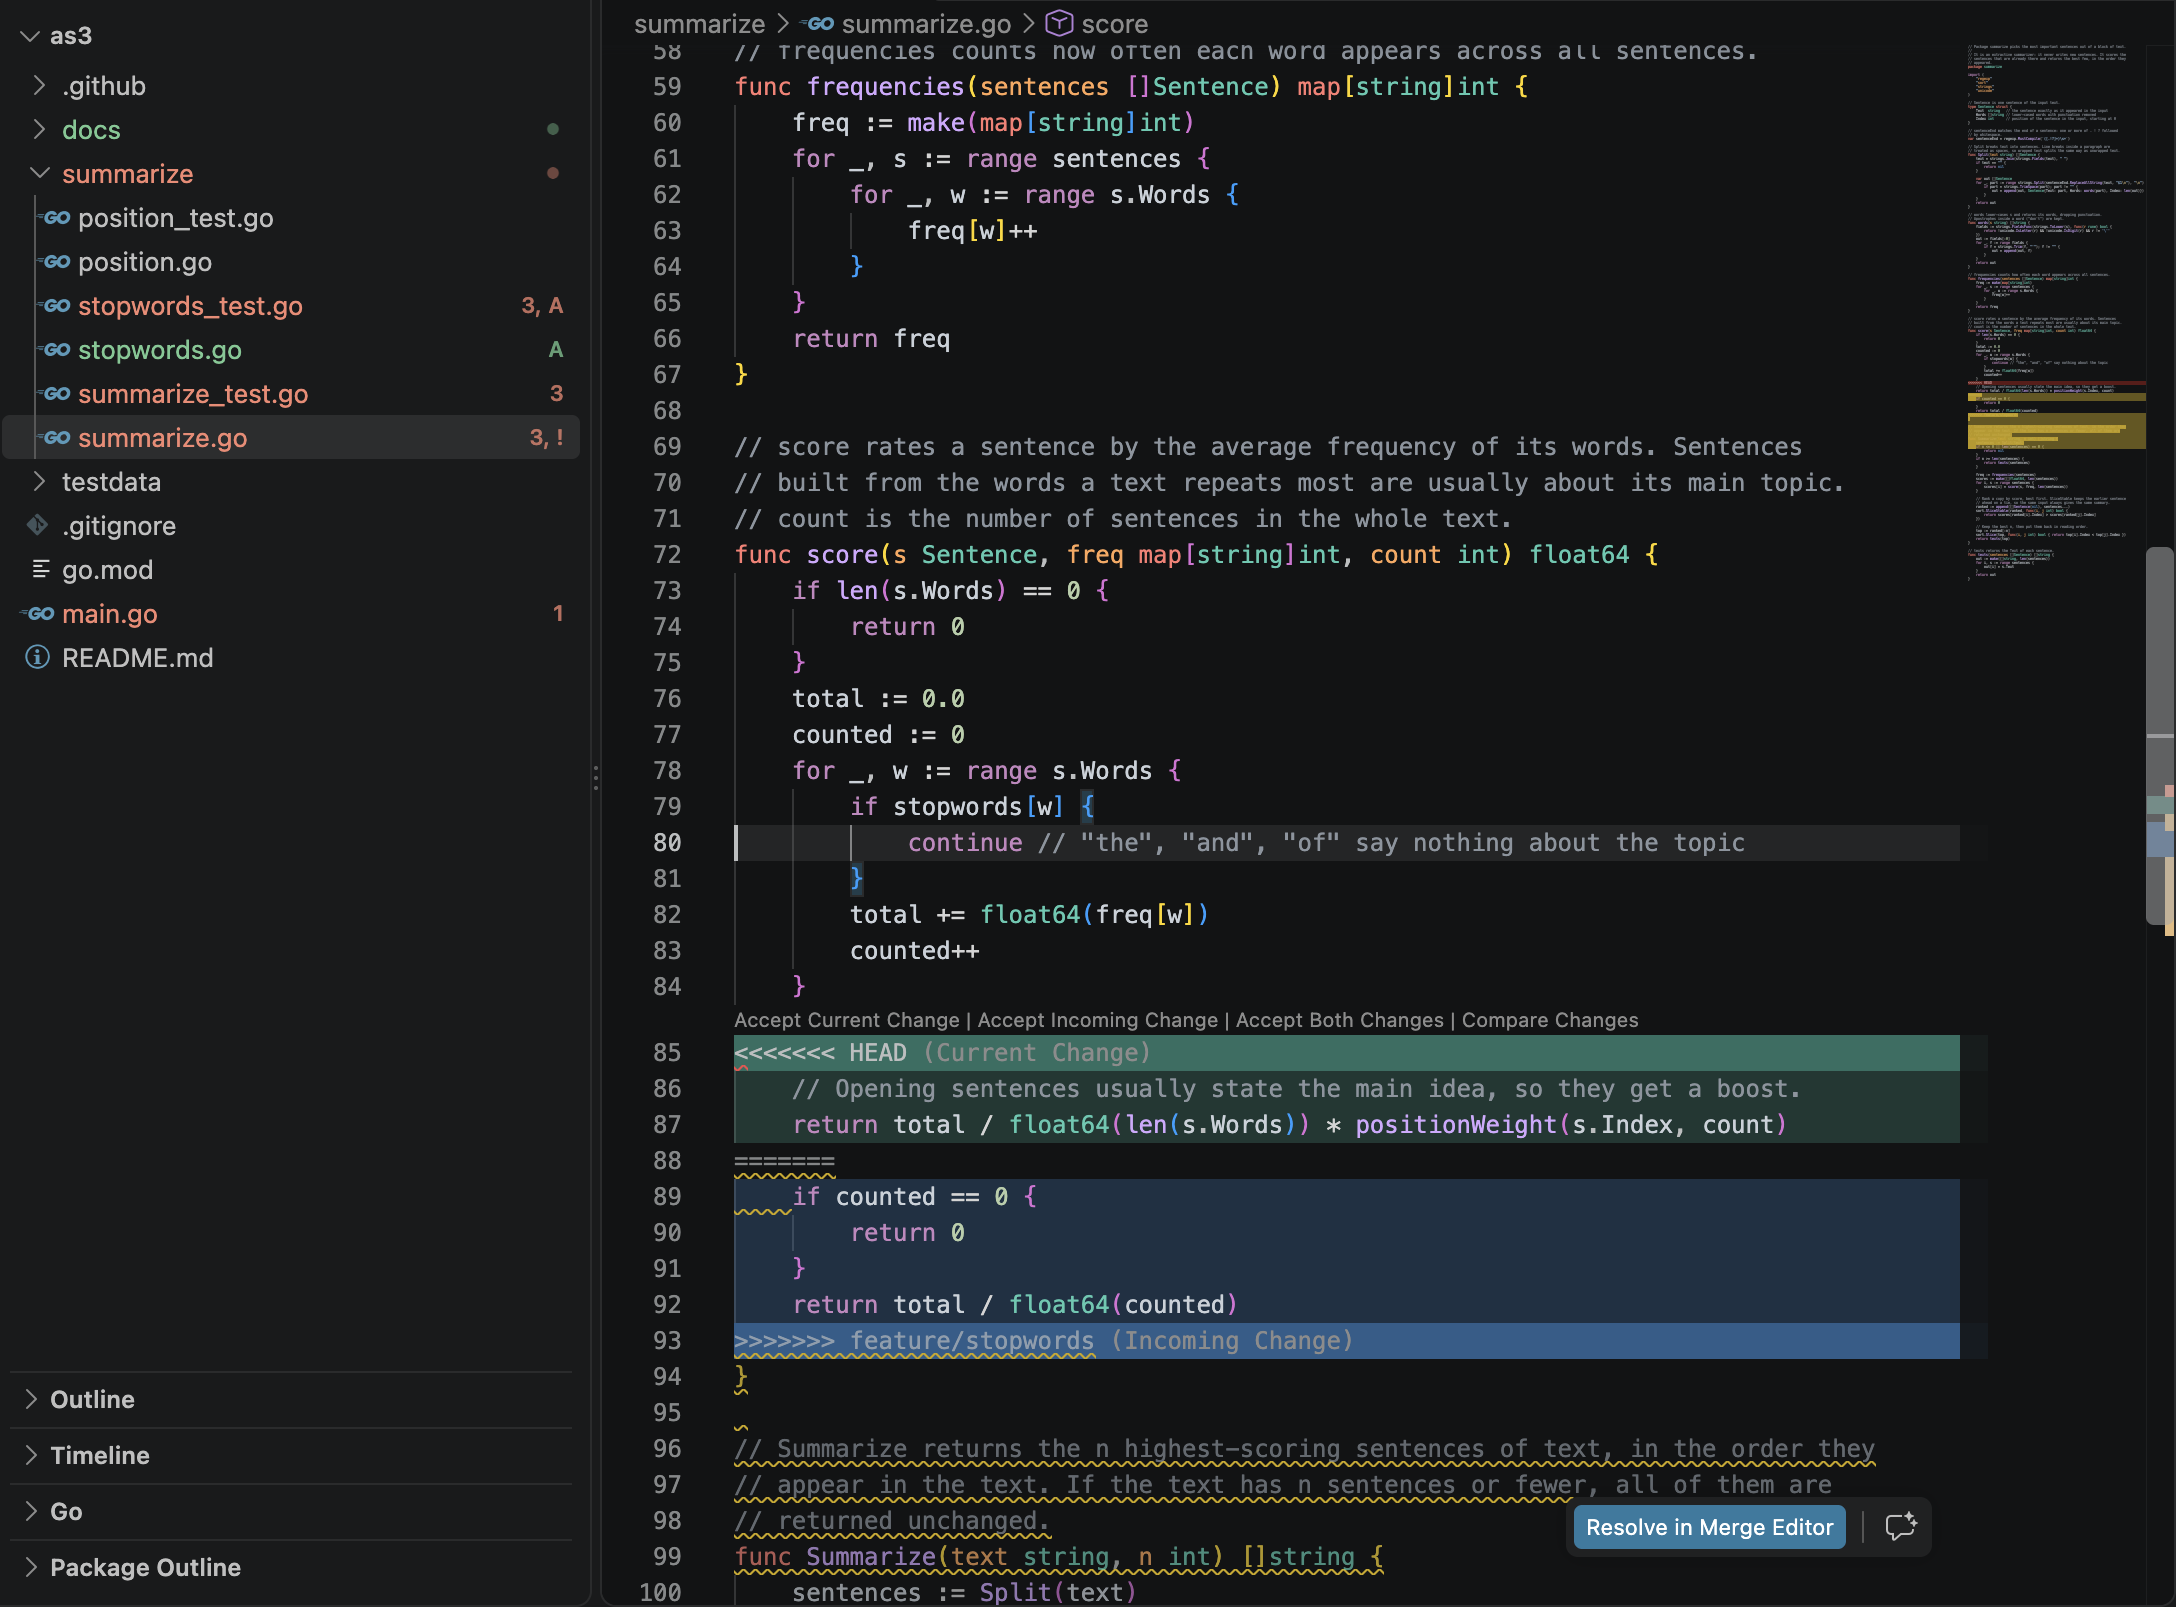 as3
.github
docs
summarize
position_test.go
position.go
stopwords_test.go 3, A
stopwords.go A
summarize_test.go 3
summarize.go 3, !
testdata
.gitignore
go.mod
main.go 1
README.md
Outline
Timeline
Go
Package Outline
summarize > summarize.go > score
58 // frequencies counts how often each word appears across all sentences.
59 func frequencies(sentences []Sentence) map[string]int {
60     freq := make(map[string]int)
61     for _, s := range sentences {
62         for _, w := range s.Words {
63             freq[w]++
64         }
65     }
66     return freq
67 }
68
69 // score rates a sentence by the average frequency of its words. Sentences
70 // built from the words a text repeats most are usually about its main topic.
71 // count is the number of sentences in the whole text.
72 func score(s Sentence, freq map[string]int, count int) float64 {
73     if len(s.Words) == 0 {
74         return 0
75     }
76     total := 0.0
77     counted := 0
78     for _, w := range s.Words {
79         if stopwords[w] {
80             continue // "the", "and", "of" say nothing about the topic
81         }
82         total += float64(freq[w])
83         counted++
84     }
Accept Current Change | Accept Incoming Change | Accept Both Changes | Compare Changes
85 <<<<<<< HEAD (Current Change)
86     // Opening sentences usually state the main idea, so they get a boost.
87     return total / float64(len(s.Words)) * positionWeight(s.Index, count)
88 =======
89     if counted == 0 {
90         return 0
91     }
92     return total / float64(counted)
93 >>>>>>> feature/stopwords (Incoming Change)
94 }
95
96 // Summarize returns the n highest-scoring sentences of text, in the order they
97 // appear in the text. If the text has n sentences or fewer, all of them are
98 // returned unchanged.
99 func Summarize(text string, n int) []string {
100     sentences := Split(text)
Resolve in Merge Editor